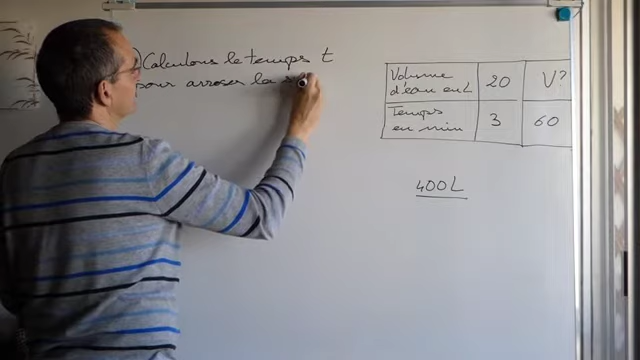 )Calculons le temps t
pour arroser la
Volume
d'eau en L
20
V?
Temps
en min
3
60
400L